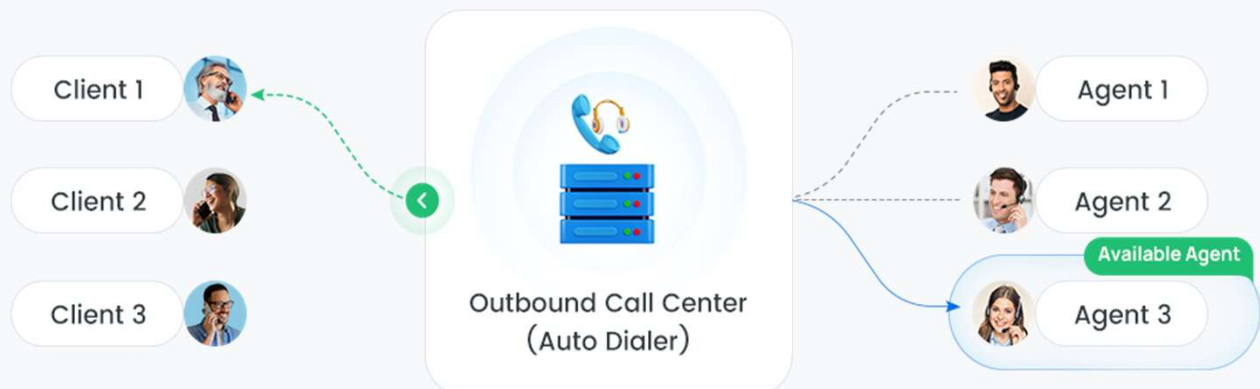 Client 1
Client 2
Client 3
Outbound Call Center
(Auto Dialer)
Agent 1
Agent 2
Available Agent
Agent 3